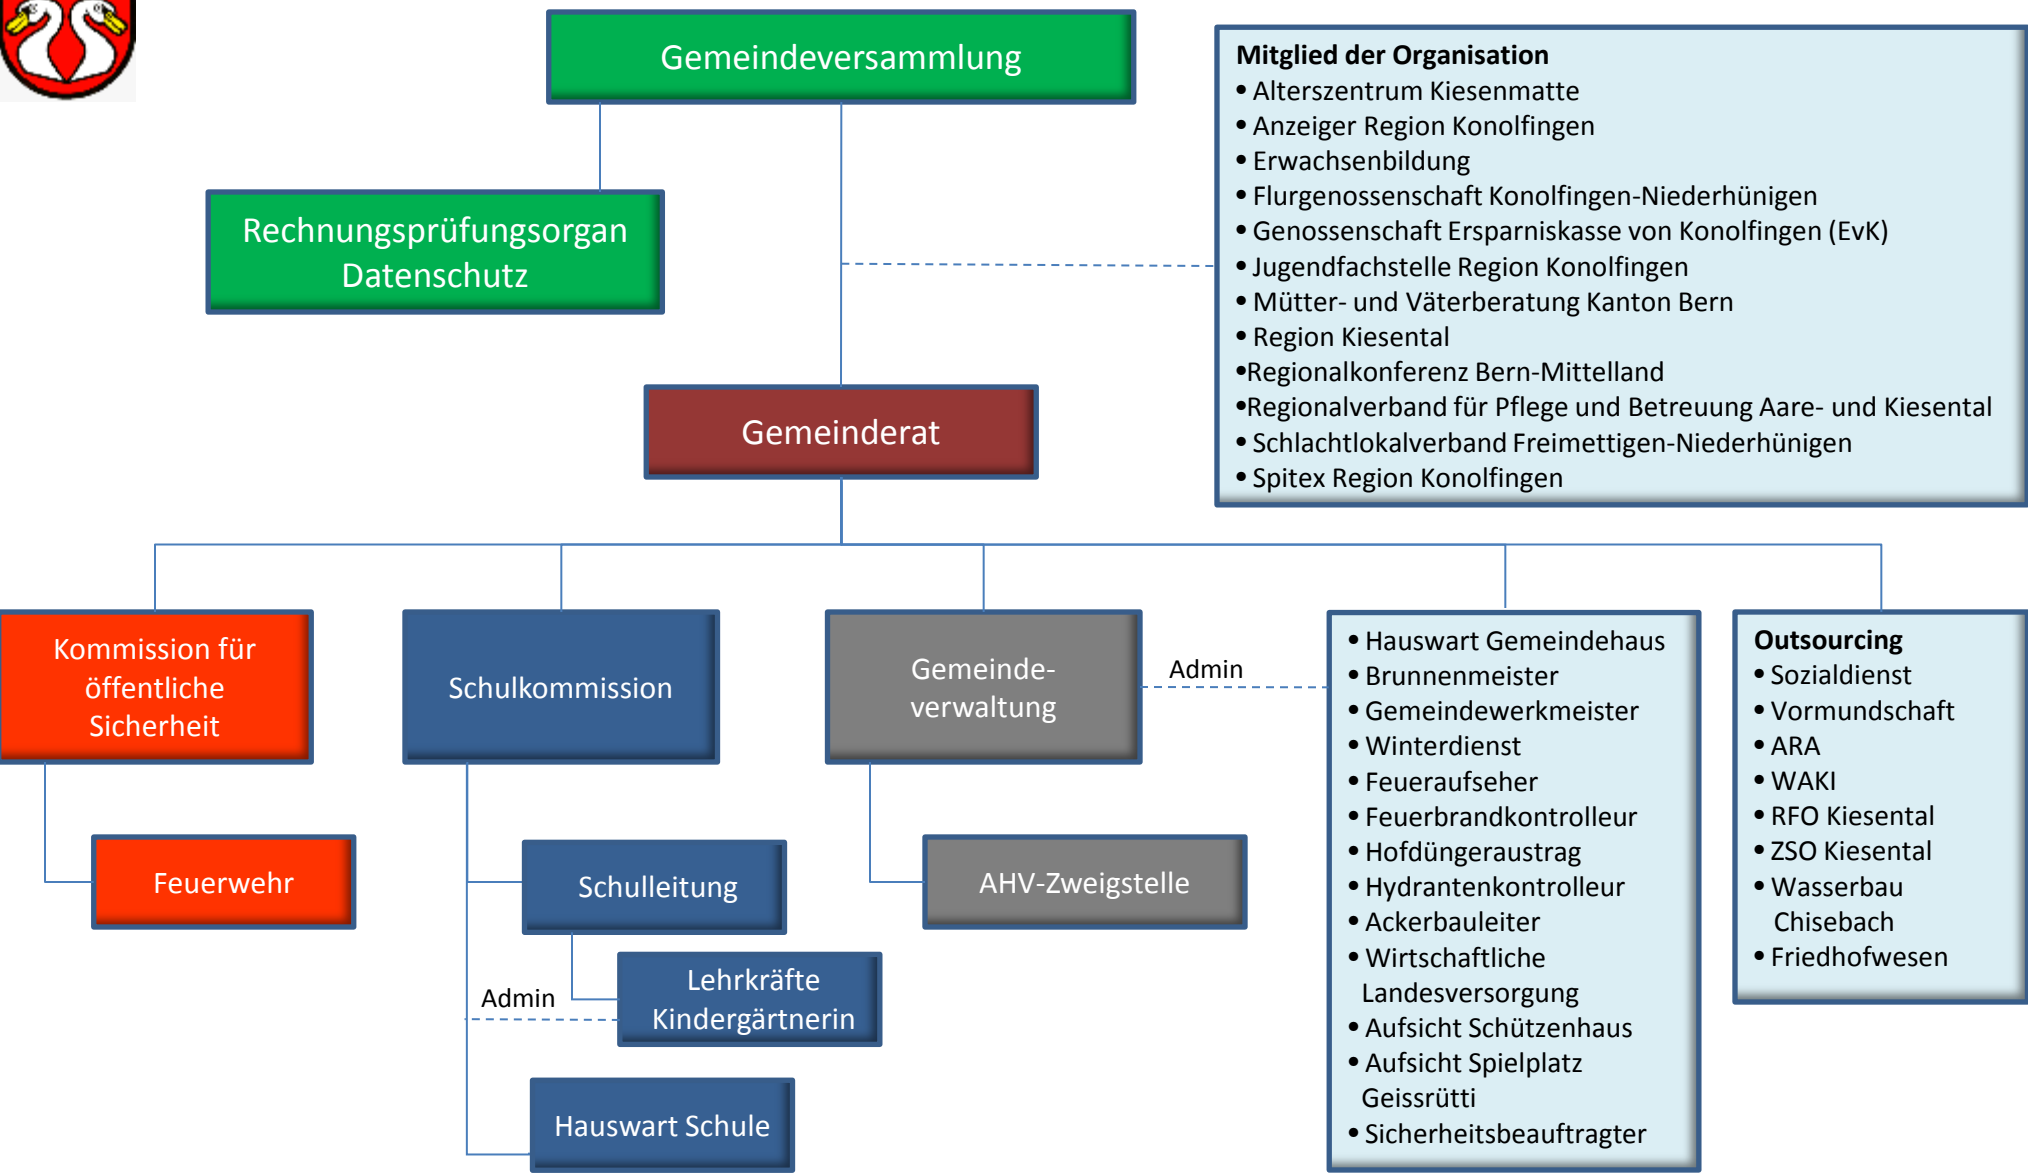 Gemeindeversammlung
Mitglied der Organisation
• Alterszentrum Kiesenmatte
• Anzeiger Region Konolfingen
• Erwachsenbildung
• Flurgenossenschaft Konolfingen-Niederhünigen
• Genossenschaft Ersparniskasse von Konolfingen (EvK)
• Jugendfachstelle Region Konolfingen
• Mütter- und Väterberatung Kanton Bern
• Region Kiesental
•Regionalkonferenz Bern-Mittelland
•Regionalverband für Pflege und Betreuung Aare- und Kiesental
• Schlachtlokalverband Freimettigen-Niederhünigen
• Spitex Region Konolfingen
Rechnungsprüfungsorgan
Datenschutz
Gemeinderat
Kommission für
öffentliche
Sicherheit
Feuerwehr
Schulkommission
Schulleitung
Lehrkräfte
Kindergärtnerin
Admin
Hauswart Schule
Gemeinde-
verwaltung
Admin
AHV-Zweigstelle
• Hauswart Gemeindehaus
• Brunnenmeister
• Gemeindewerkmeister
• Winterdienst
• Feueraufseher
• Feuerbrandkontrolleur
• Hofdüngeraustrag
• Hydrantenkontrolleur
• Ackerbauleiter
• Wirtschaftliche
Landesversorgung
• Aufsicht Schützenhaus
• Aufsicht Spielplatz
Geissrütti
• Sicherheitsbeauftragter
Outsourcing
• Sozialdienst
• Vormundschaft
• ARA
• WAKI
• RFO Kiesental
• ZSO Kiesental
• Wasserbau
Chisebach
• Friedhofwesen